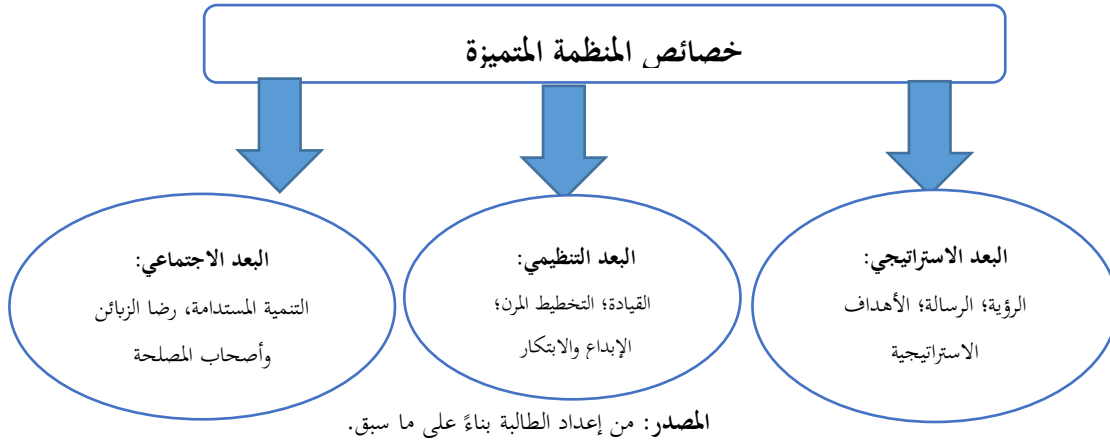 خصائص المنظمة المتميزة
البعد الاستراتيجي:
الرؤية؛ الرسالة؛ الأهداف
الاستراتيجية
البعد التنظيمي:
القيادة؛ التخطيط المرن؛
الإبداع والابتكار
البعد الاجتماعي:
التنمية المستدامة، رضا الزبائن
وأصحاب المصلحة
المصدر: من إعداد الطالبة بناءً على ما سبق.